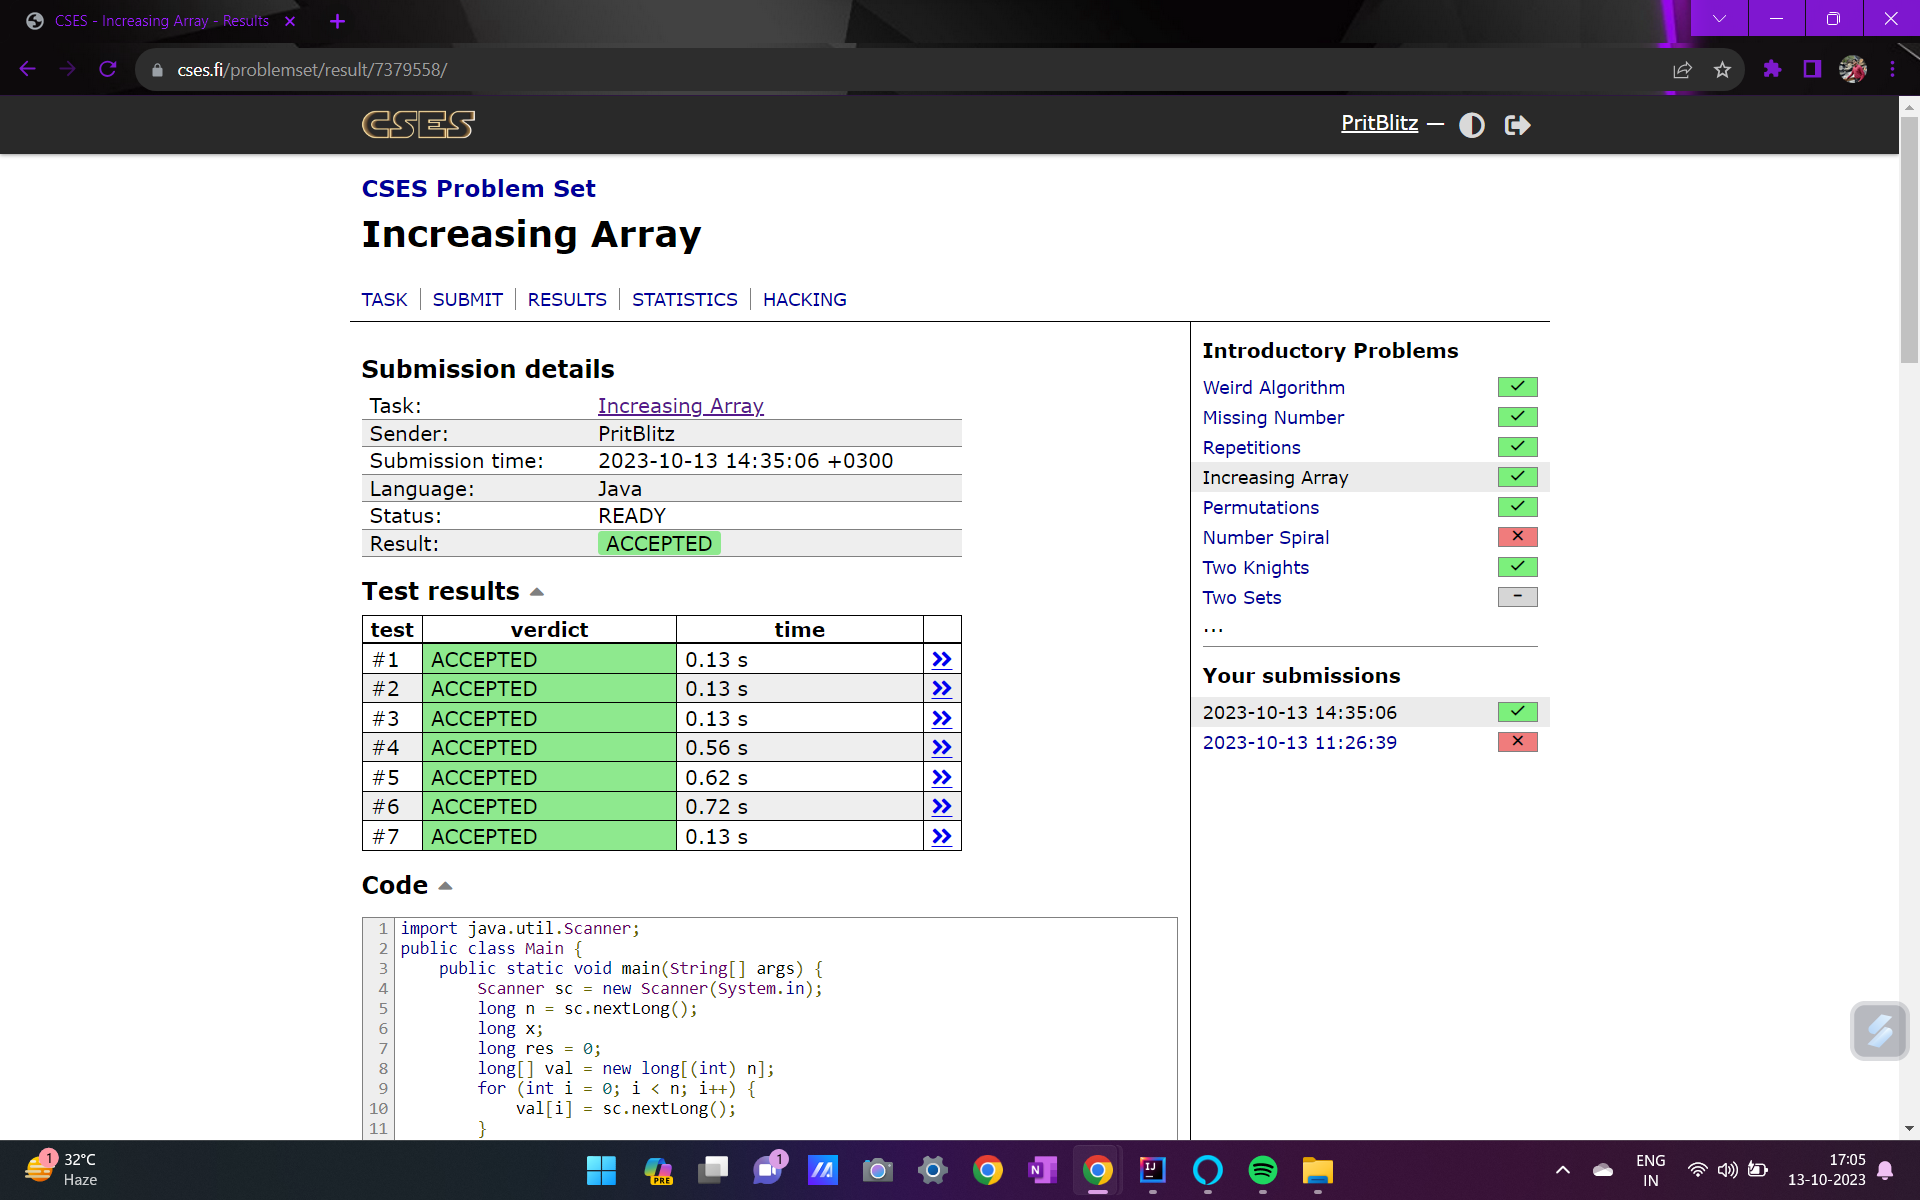 CSES - Increasing Array - Results
cses.fi/problemset/result/7379558/
CSES
PritBlitz —
CSES Problem Set
Increasing Array
TASK | SUBMIT | RESULTS | STATISTICS | HACKING
Submission details
Task: Increasing Array
Sender: PritBlitz
Submission time: 2023-10-13 14:35:06 +0300
Language: Java
Status: READY
Result: ACCEPTED
Test results
test verdict time
#1 ACCEPTED 0.13 s
#2 ACCEPTED 0.13 s
#3 ACCEPTED 0.13 s
#4 ACCEPTED 0.56 s
#5 ACCEPTED 0.62 s
#6 ACCEPTED 0.72 s
#7 ACCEPTED 0.13 s
Code
1 import java.util.Scanner;
2 public class Main {
3     public static void main(String[] args) {
4         Scanner sc = new Scanner(System.in);
5         long n = sc.nextLong();
6         long x;
7         long res = 0;
8         long[] val = new long[(int) n];
9         for (int i = 0; i < n; i++) {
10             val[i] = sc.nextLong();
11         }
Introductory Problems
Weird Algorithm
Missing Number
Repetitions
Increasing Array
Permutations
Number Spiral
Two Knights
Two Sets
...
Your submissions
2023-10-13 14:35:06
2023-10-13 11:26:39
1
32°C
Haze
PRE
1
N
IJ
ENG
IN
17:05
13-10-2023